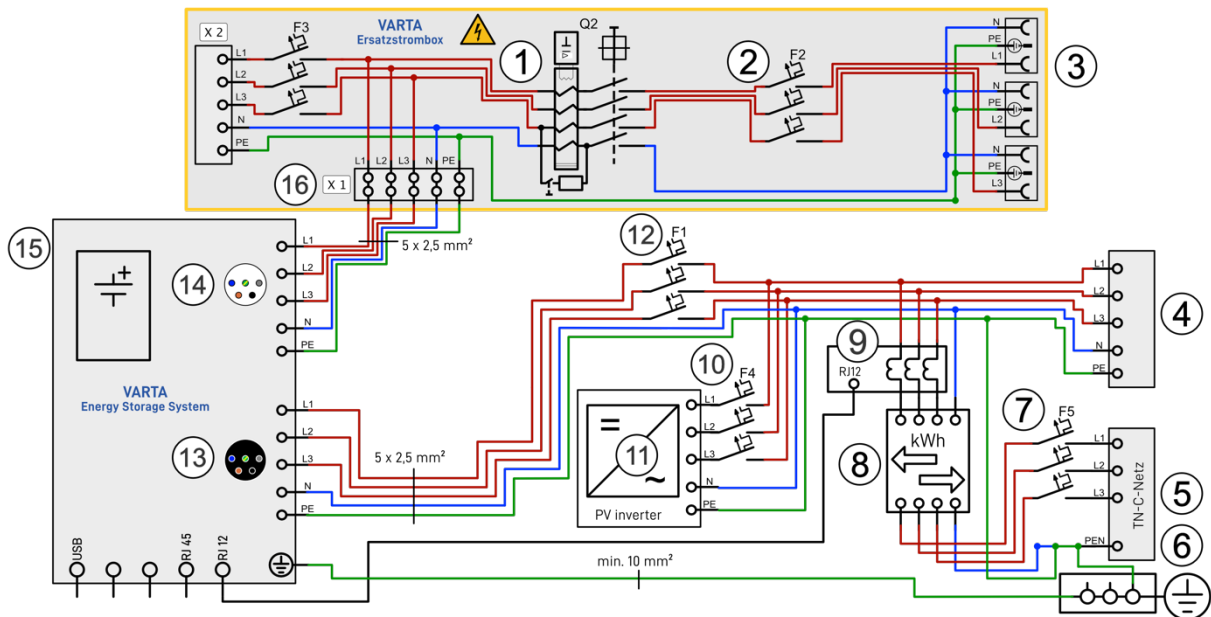 X 2
F3
VARTA
Ersatzstrombox
1
Q2
2
F2
3
L1
L2
L3
N
PE
N
PE
L1
N
PE
L2
N
PE
L3
L1
L2
L3
N
PE
16
X 1
15
5 x 2,5 mm²
14
L1
L2
L3
N
PE
VARTA
Energy Storage System
13
L1
L2
L3
N
PE
5 x 2,5 mm²
12
F1
L1
L2
L3
N
PE
4
9
RJ12
10
F4
L1
L2
L3
N
PE
11
PV inverter
8
kWh
7
F5
L1
L2
L3
PEN
TN-C-Netz
5
6
USB
RJ 45
RJ 12
min. 10 mm²